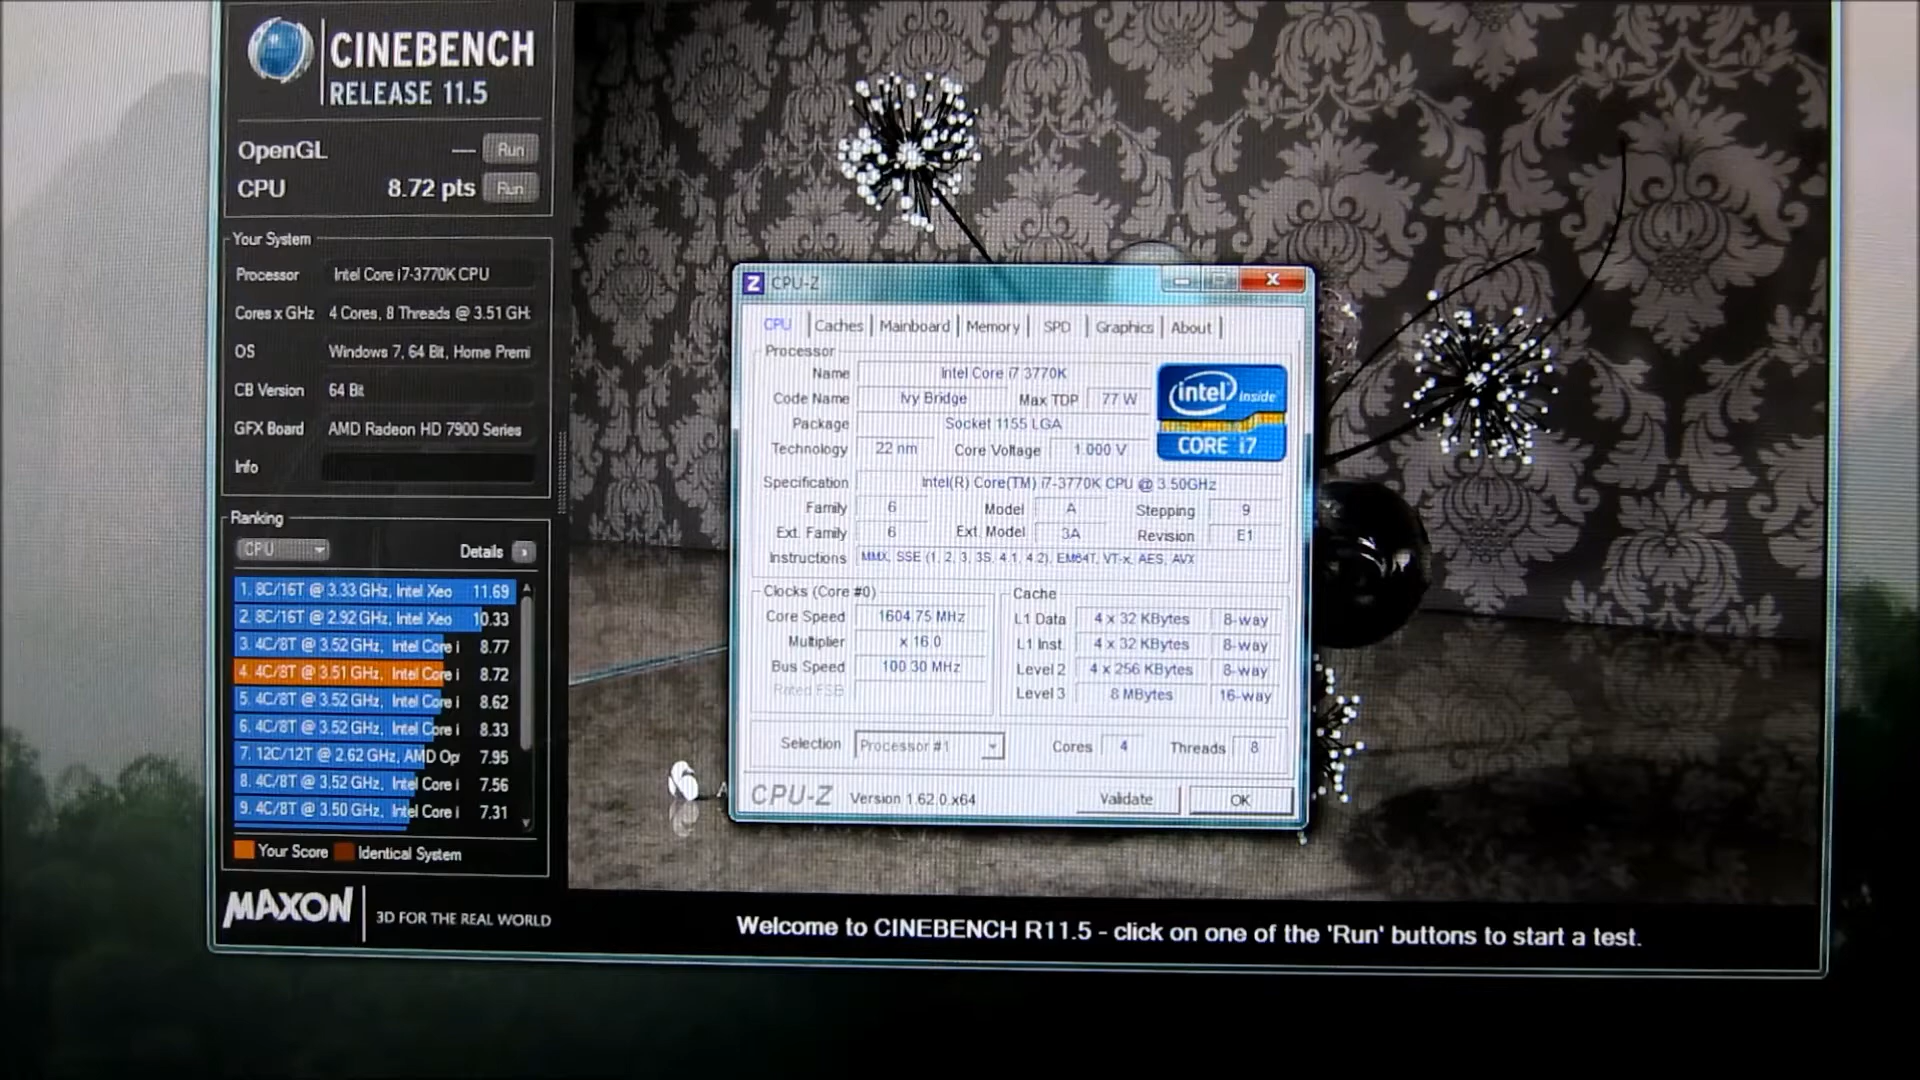 CINEBENCH
RELEASE 11.5
OpenGL — Run
CPU 8.72 pts Run
Your System
Processor Intel Core i7-3770K CPU
Cores x GHz 4 Cores, 8 Threads @ 3.51 GH
OS Windows 7, 64 Bit, Home Premi
CB Version 64 Bit
GFX Board AMD Radeon HD 7900 Series
Info
Ranking
CPU Details
1. 8C/16T @ 3.33 GHz, Intel Xeo 11.69
2. 8C/16T @ 2.92 GHz, Intel Xeo 10.33
3. 4C/8T @ 3.52 GHz, Intel Core i 8.77
4. 4C/8T @ 3.51 GHz, Intel Core i 8.72
5. 4C/8T @ 3.52 GHz, Intel Core i 8.62
6. 4C/8T @ 3.52 GHz, Intel Core i 8.33
7. 12C/12T @ 2.62 GHz, AMD Op 7.95
8. 4C/8T @ 3.52 GHz, Intel Core i 7.56
9. 4C/8T @ 3.50 GHz, Intel Core i 7.31
Your Score Identical System
MAXON 3D FOR THE REAL WORLD
Z CPU-Z
CPU Caches Mainboard Memory SPD Graphics About
Processor
Name Intel Core i7 3770K
Code Name Ivy Bridge Max TDP 77 W
Package Socket 1155 LGA
Technology 22 nm Core Voltage 1.000 V
intel inside
CORE i7
Specification Intel(R) Core(TM) i7-3770K CPU @ 3.50GHz
Family 6 Model A Stepping 9
Ext. Family 6 Ext. Model 3A Revision E1
Instructions MMX, SSE (1, 2, 3, 3S, 4.1, 4.2), EM64T, VT-x, AES, AVX
Clocks (Core #0)
Core Speed 1604.75 MHz
Multiplier x 16.0
Bus Speed 100.30 MHz
Rated FSB
Cache
L1 Data 4 x 32 KBytes 8-way
L1 Inst. 4 x 32 KBytes 8-way
Level 2 4 x 256 KBytes 8-way
Level 3 8 MBytes 16-way
Selection Processor #1 Cores 4 Threads 8
CPU-Z Version 1.62.0.x64 Validate OK
Welcome to CINEBENCH R11.5 - click on one of the 'Run' buttons to start a test.